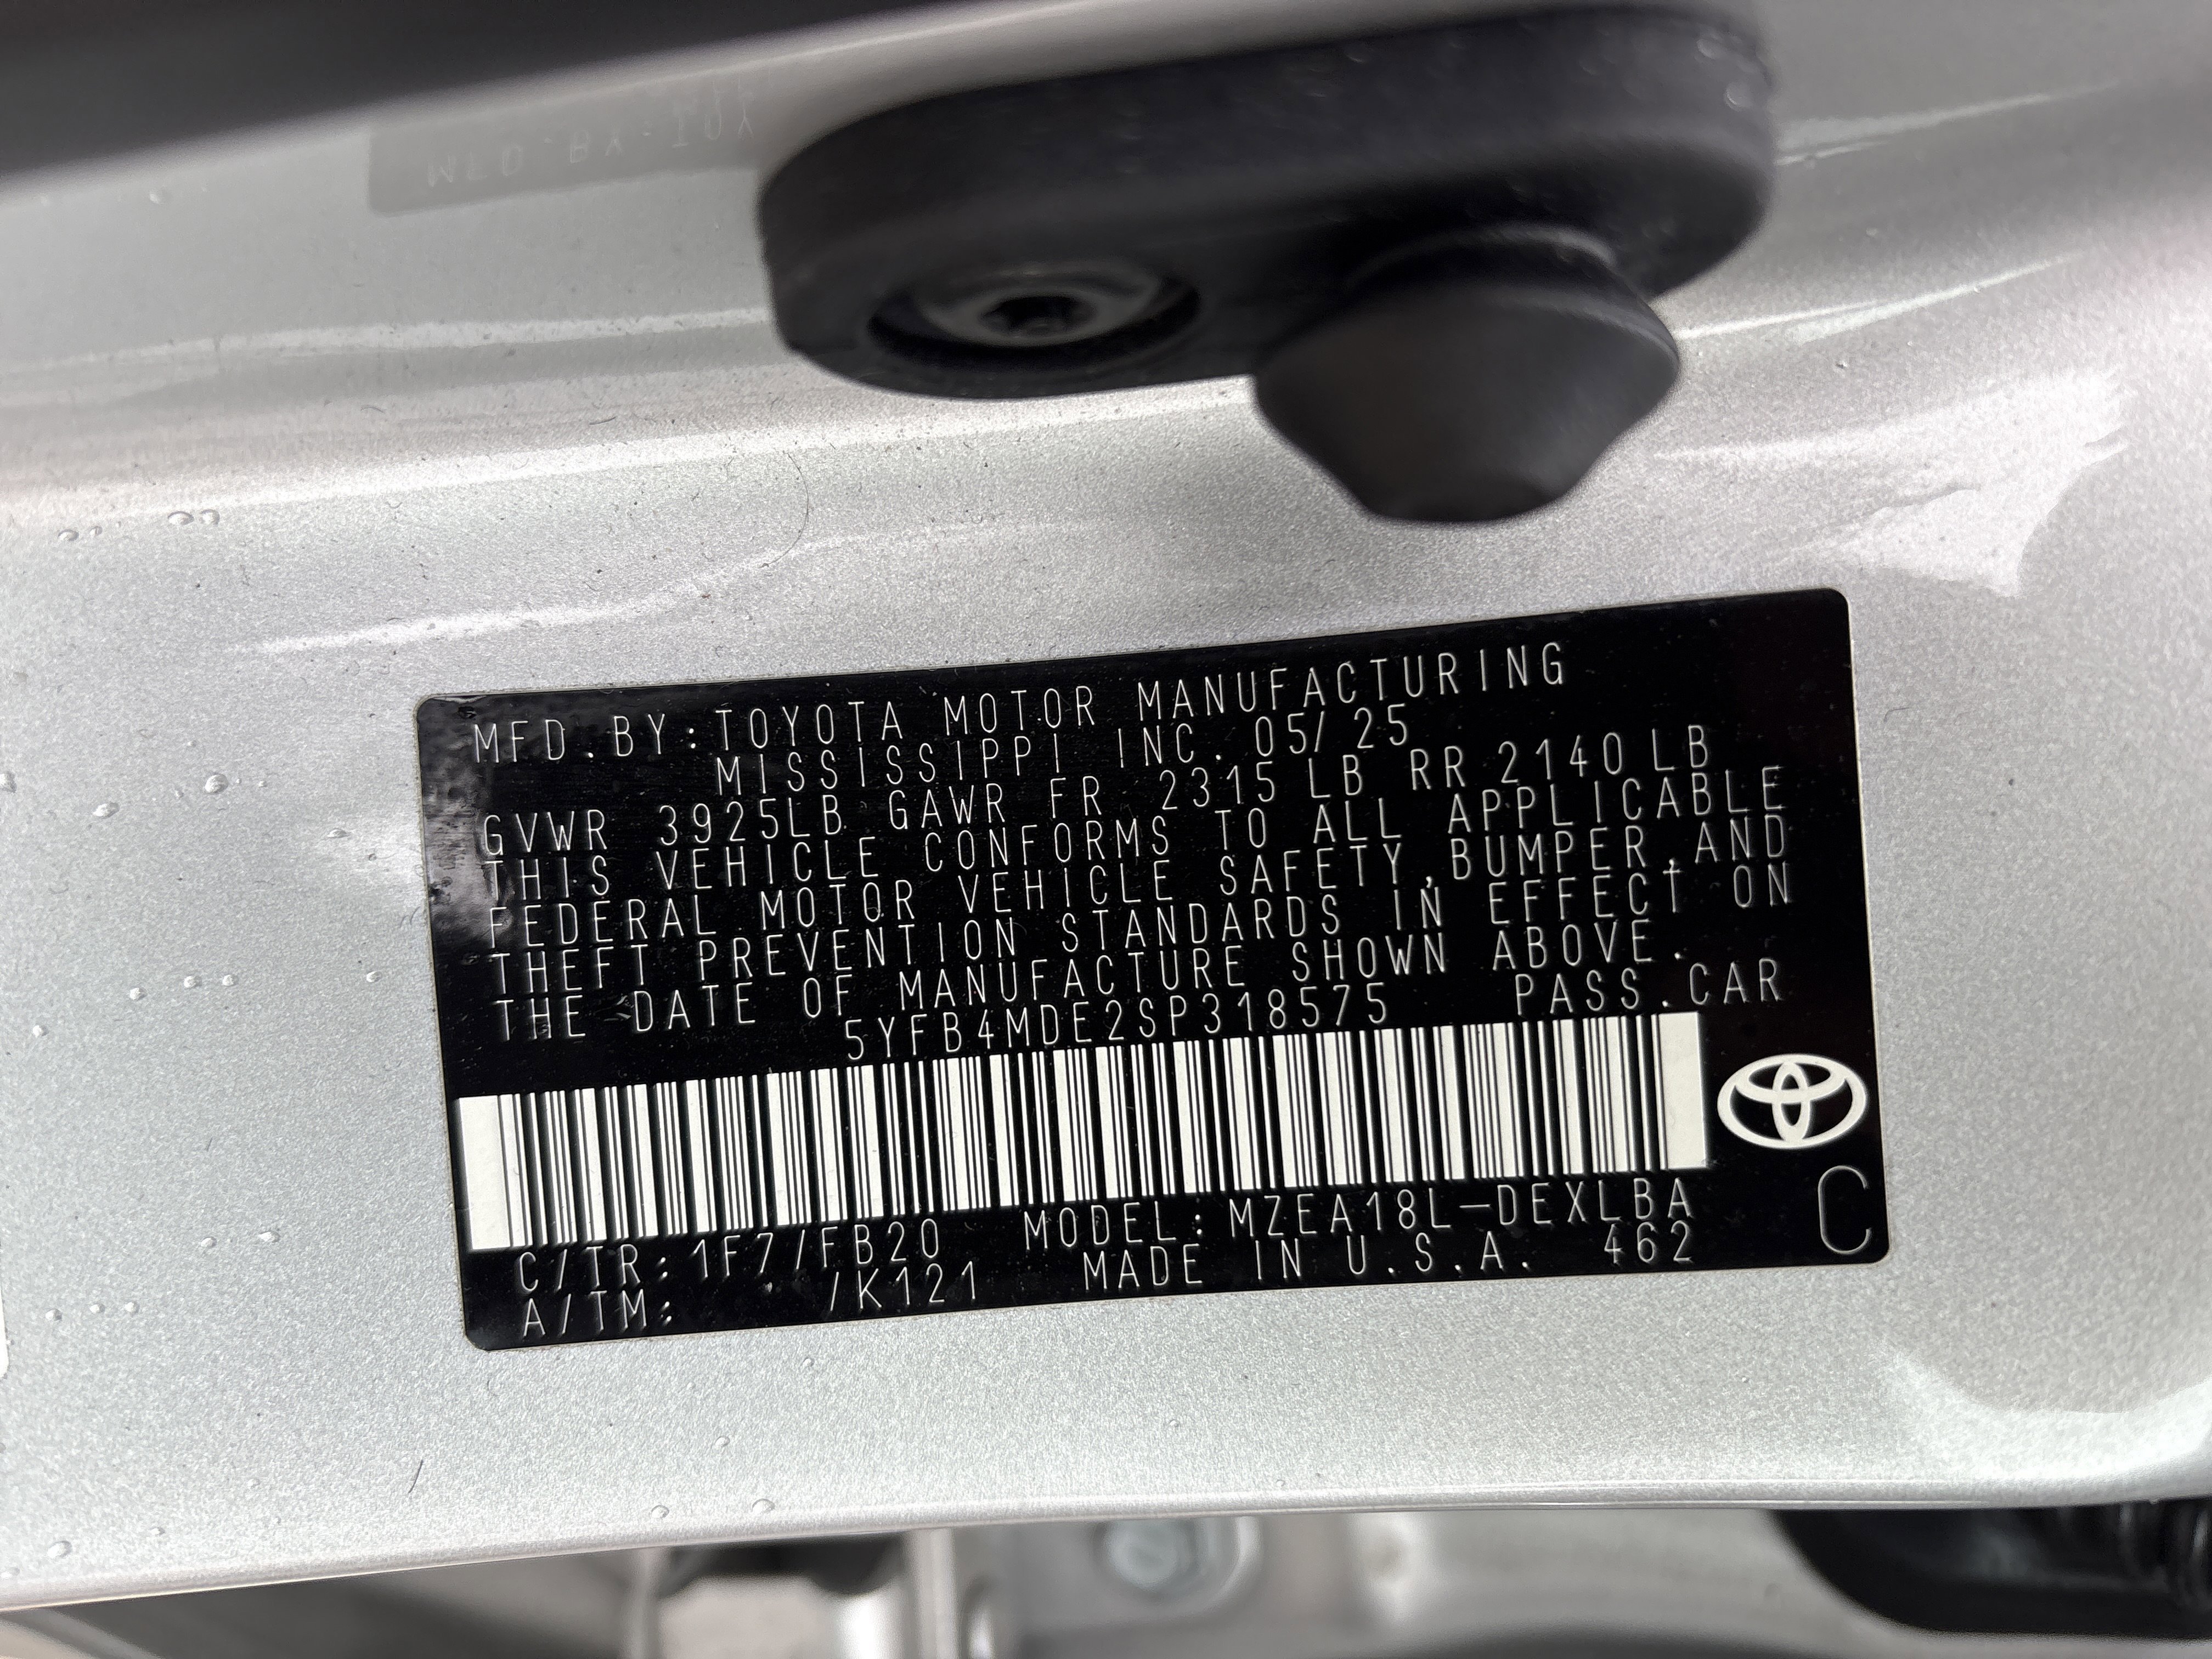 MFD.BY:TOYOTA MOTOR MANUFACTURING
MISSISSIPPI INC. 05/ 25
GVWR 3925LB GAWR FR 2315 LB RR 2140 LB
THIS VEHICLE CONFORMS TO ALL APPLICABLE
FEDERAL MOTOR VEHICLE SAFETY,BUMPER,AND
THEFT PREVENTION STANDARDS IN EFFECT ON
THE DATE OF MANUFACTURE SHOWN ABOVE.
5YFB4MDE2SP318575 PASS.CAR
C/TR:1F7/FB20 MODEL:MZEA18L-DEXLBA
A/TM: /K121 MADE IN U.S.A. 462
C